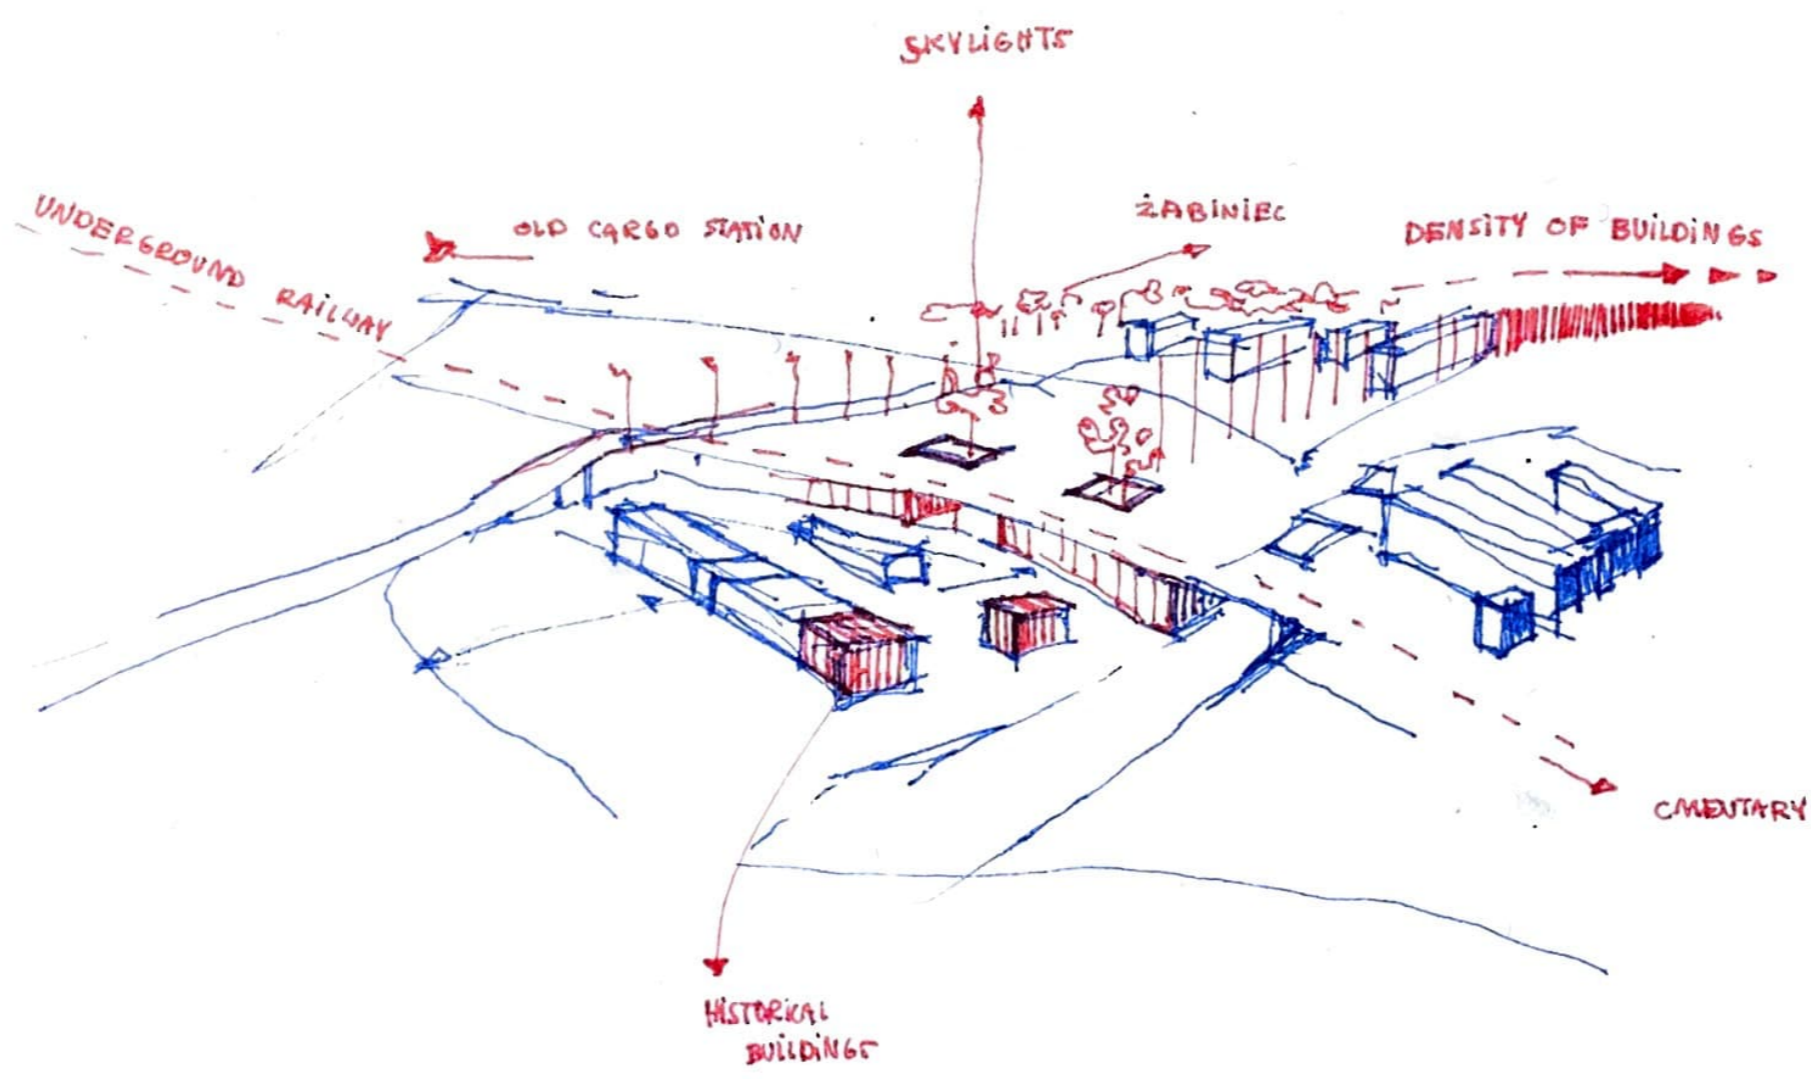 SKYLIGHTS
UNDERGROUND RAILWAY
OLD CARGO STATION
ŻABINIEC
DENSITY OF BUILDINGS
CMENTARY
HISTORICAL
BUILDINGS